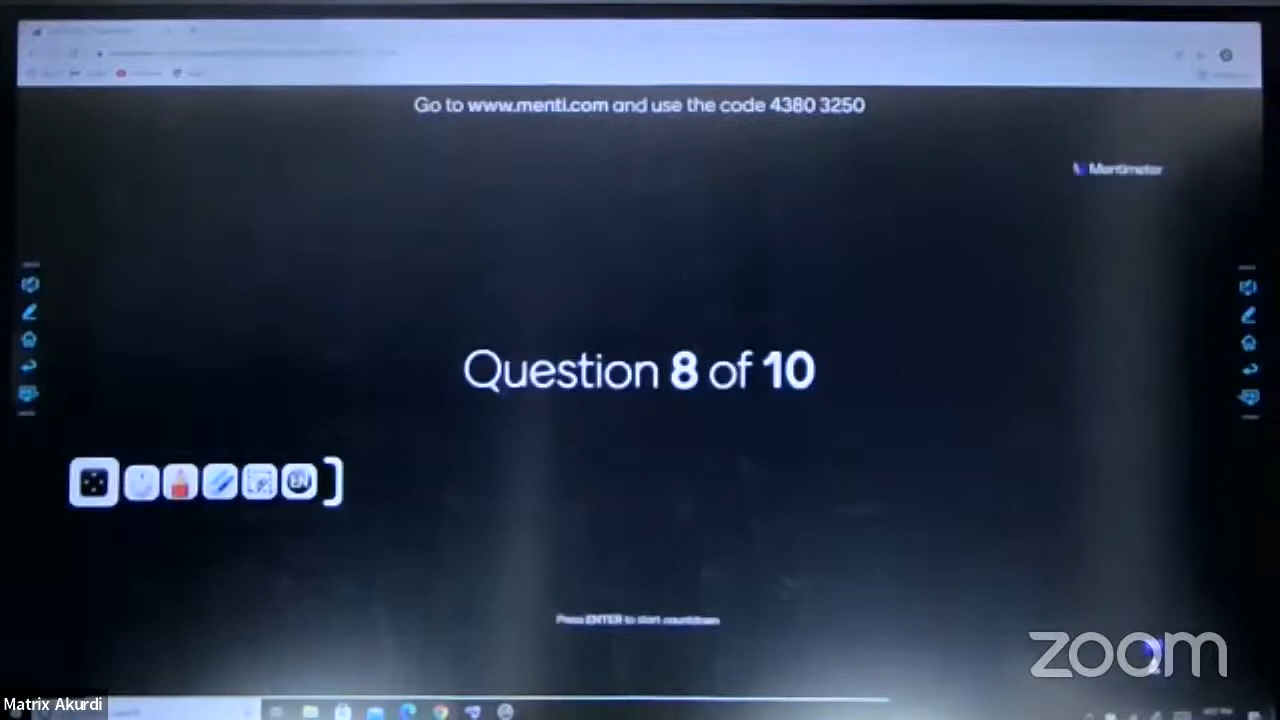 Go to www.menti.com and use the code 4380 3250
Mentimeter
Question 8 of 10
EN
Press ENTER to start countdown
zoom
Matrix Akurdi